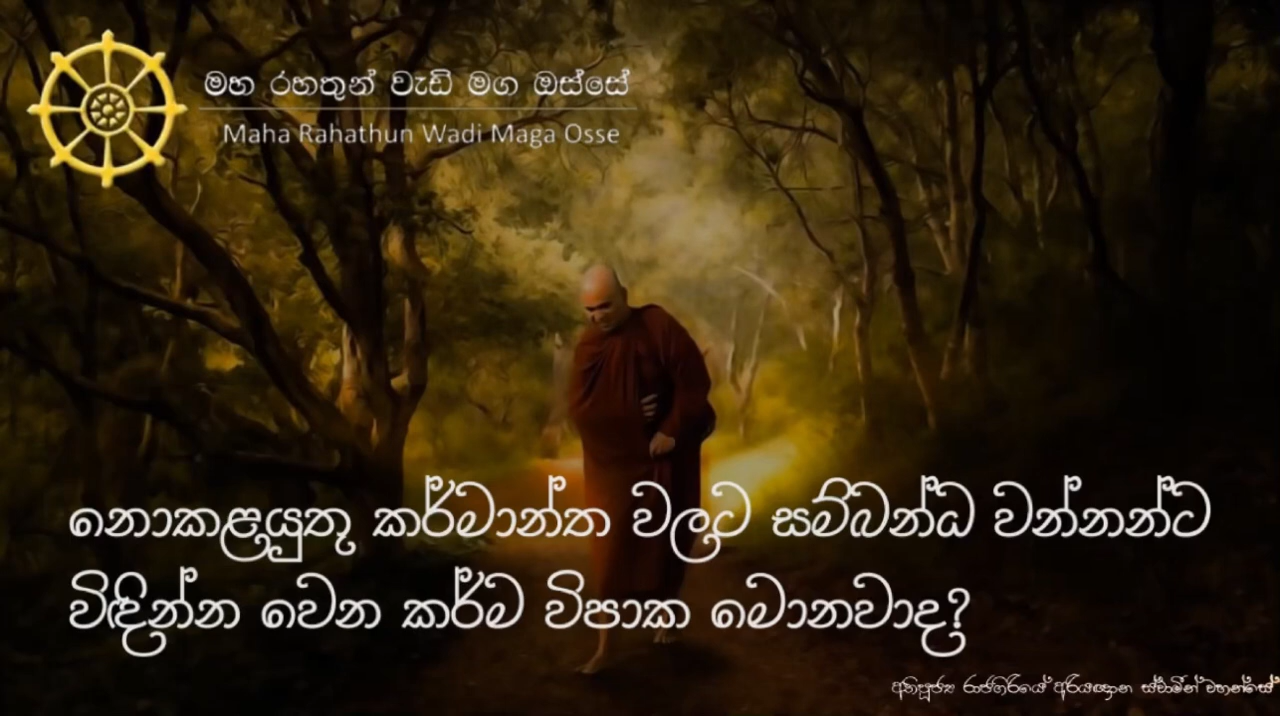 මහ රහතුන් වැඩි මග ඔස්සේ
Maha Rahathun Wadi Maga Osse
නොකළයුතු කර්මාන්ත වලට සම්බන්ධ වන්නන්ට
විඳින්න වෙන කර්ම විපාක මොනවාද?
අතිපූජ්‍ය රාජගිරියේ අරියඤාන ස්වාමීන් වහන්සේ